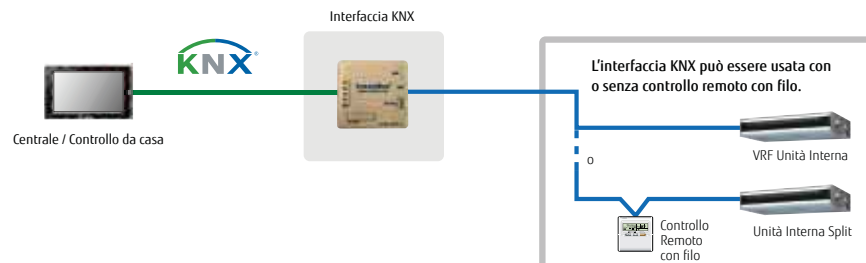 Interfaccia KNX
KNX®
L'interfaccia KNX può essere usata con
o senza controllo remoto con filo.
Centrale / Controllo da casa
VRF Unità Interna
o
Controllo
Remoto
con filo
Unità Interna Split